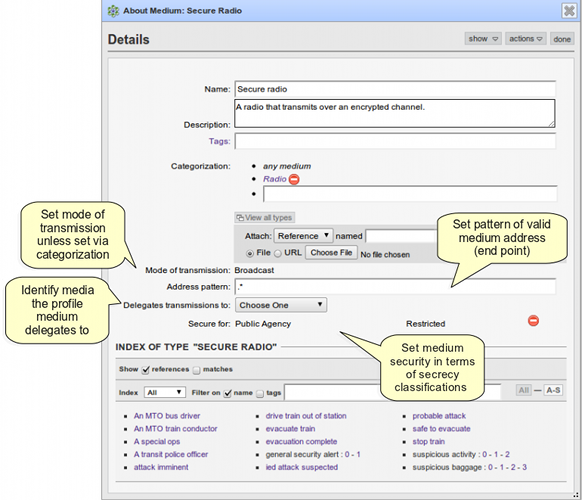 About Medium: Secure Radio
Details
show
actions
done
Name: Secure radio
A radio that transmits over an encrypted channel.
Description:
Tags:
Categorization: • any medium
• Radio
•
View all types
Attach: Reference named
File URL Choose File No file chosen
Mode of transmission: Broadcast
Address pattern: .*
Delegates transmissions to: Choose One
Secure for: Public Agency Restricted
Set mode of
transmission
unless set via
categorization
Identify media
the profile
medium
delegates to
Set pattern of valid
medium address
(end point)
Set medium
security in terms
of secrecy
classifications
INDEX OF TYPE "SECURE RADIO"
Show references matches
Index All Filter on name tags All — A-S
An MTO bus driver drive train out of station probable attack
An MTO train conductor evacuate train safe to evacuate
A special ops evacuation complete stop train
A transit police officer general security alert : 0 - 1 suspicious activity : 0 - 1 - 2
attack imminent ied attack suspected suspicious baggage : 0 - 1 - 2 - 3